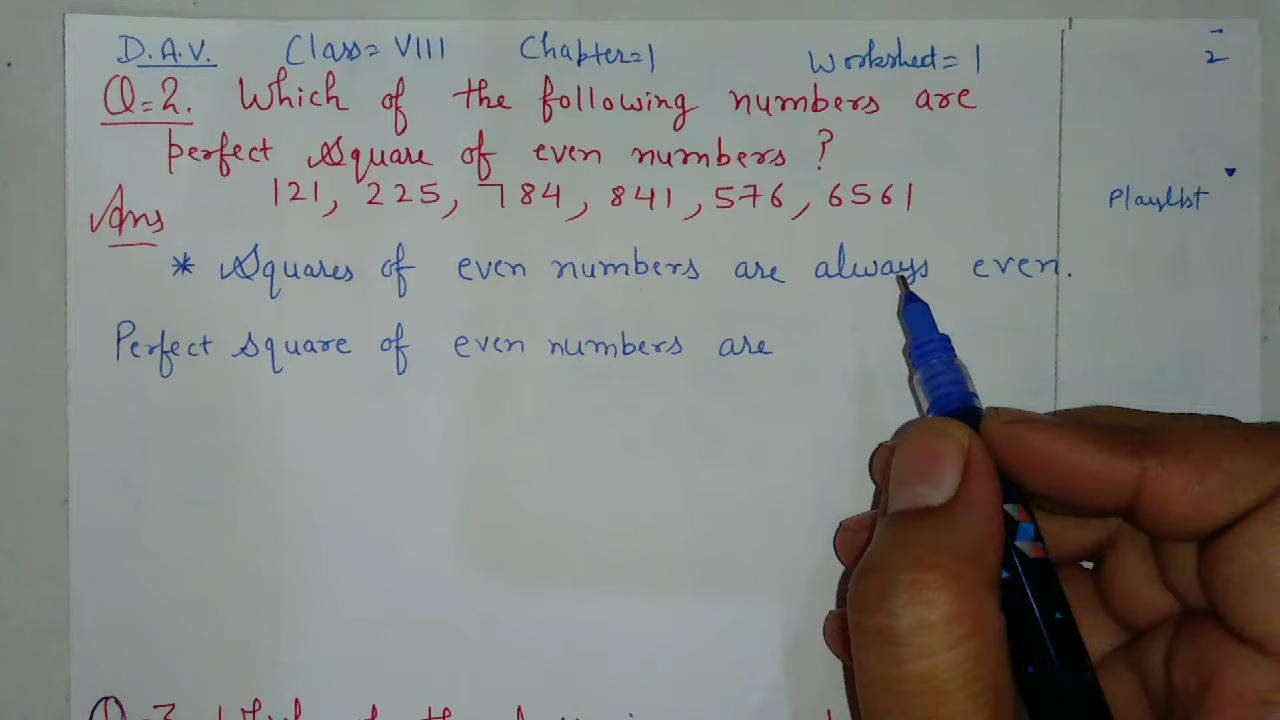 D.A.V. Class= VIII Chapter=1 Worksheet=1
2
Q=2. Which of the following numbers are
perfect square of even numbers ?
Ans 121, 225, 784, 841, 576, 6561
Playlist
* Squares of even numbers are always even.
Perfect square of even numbers are